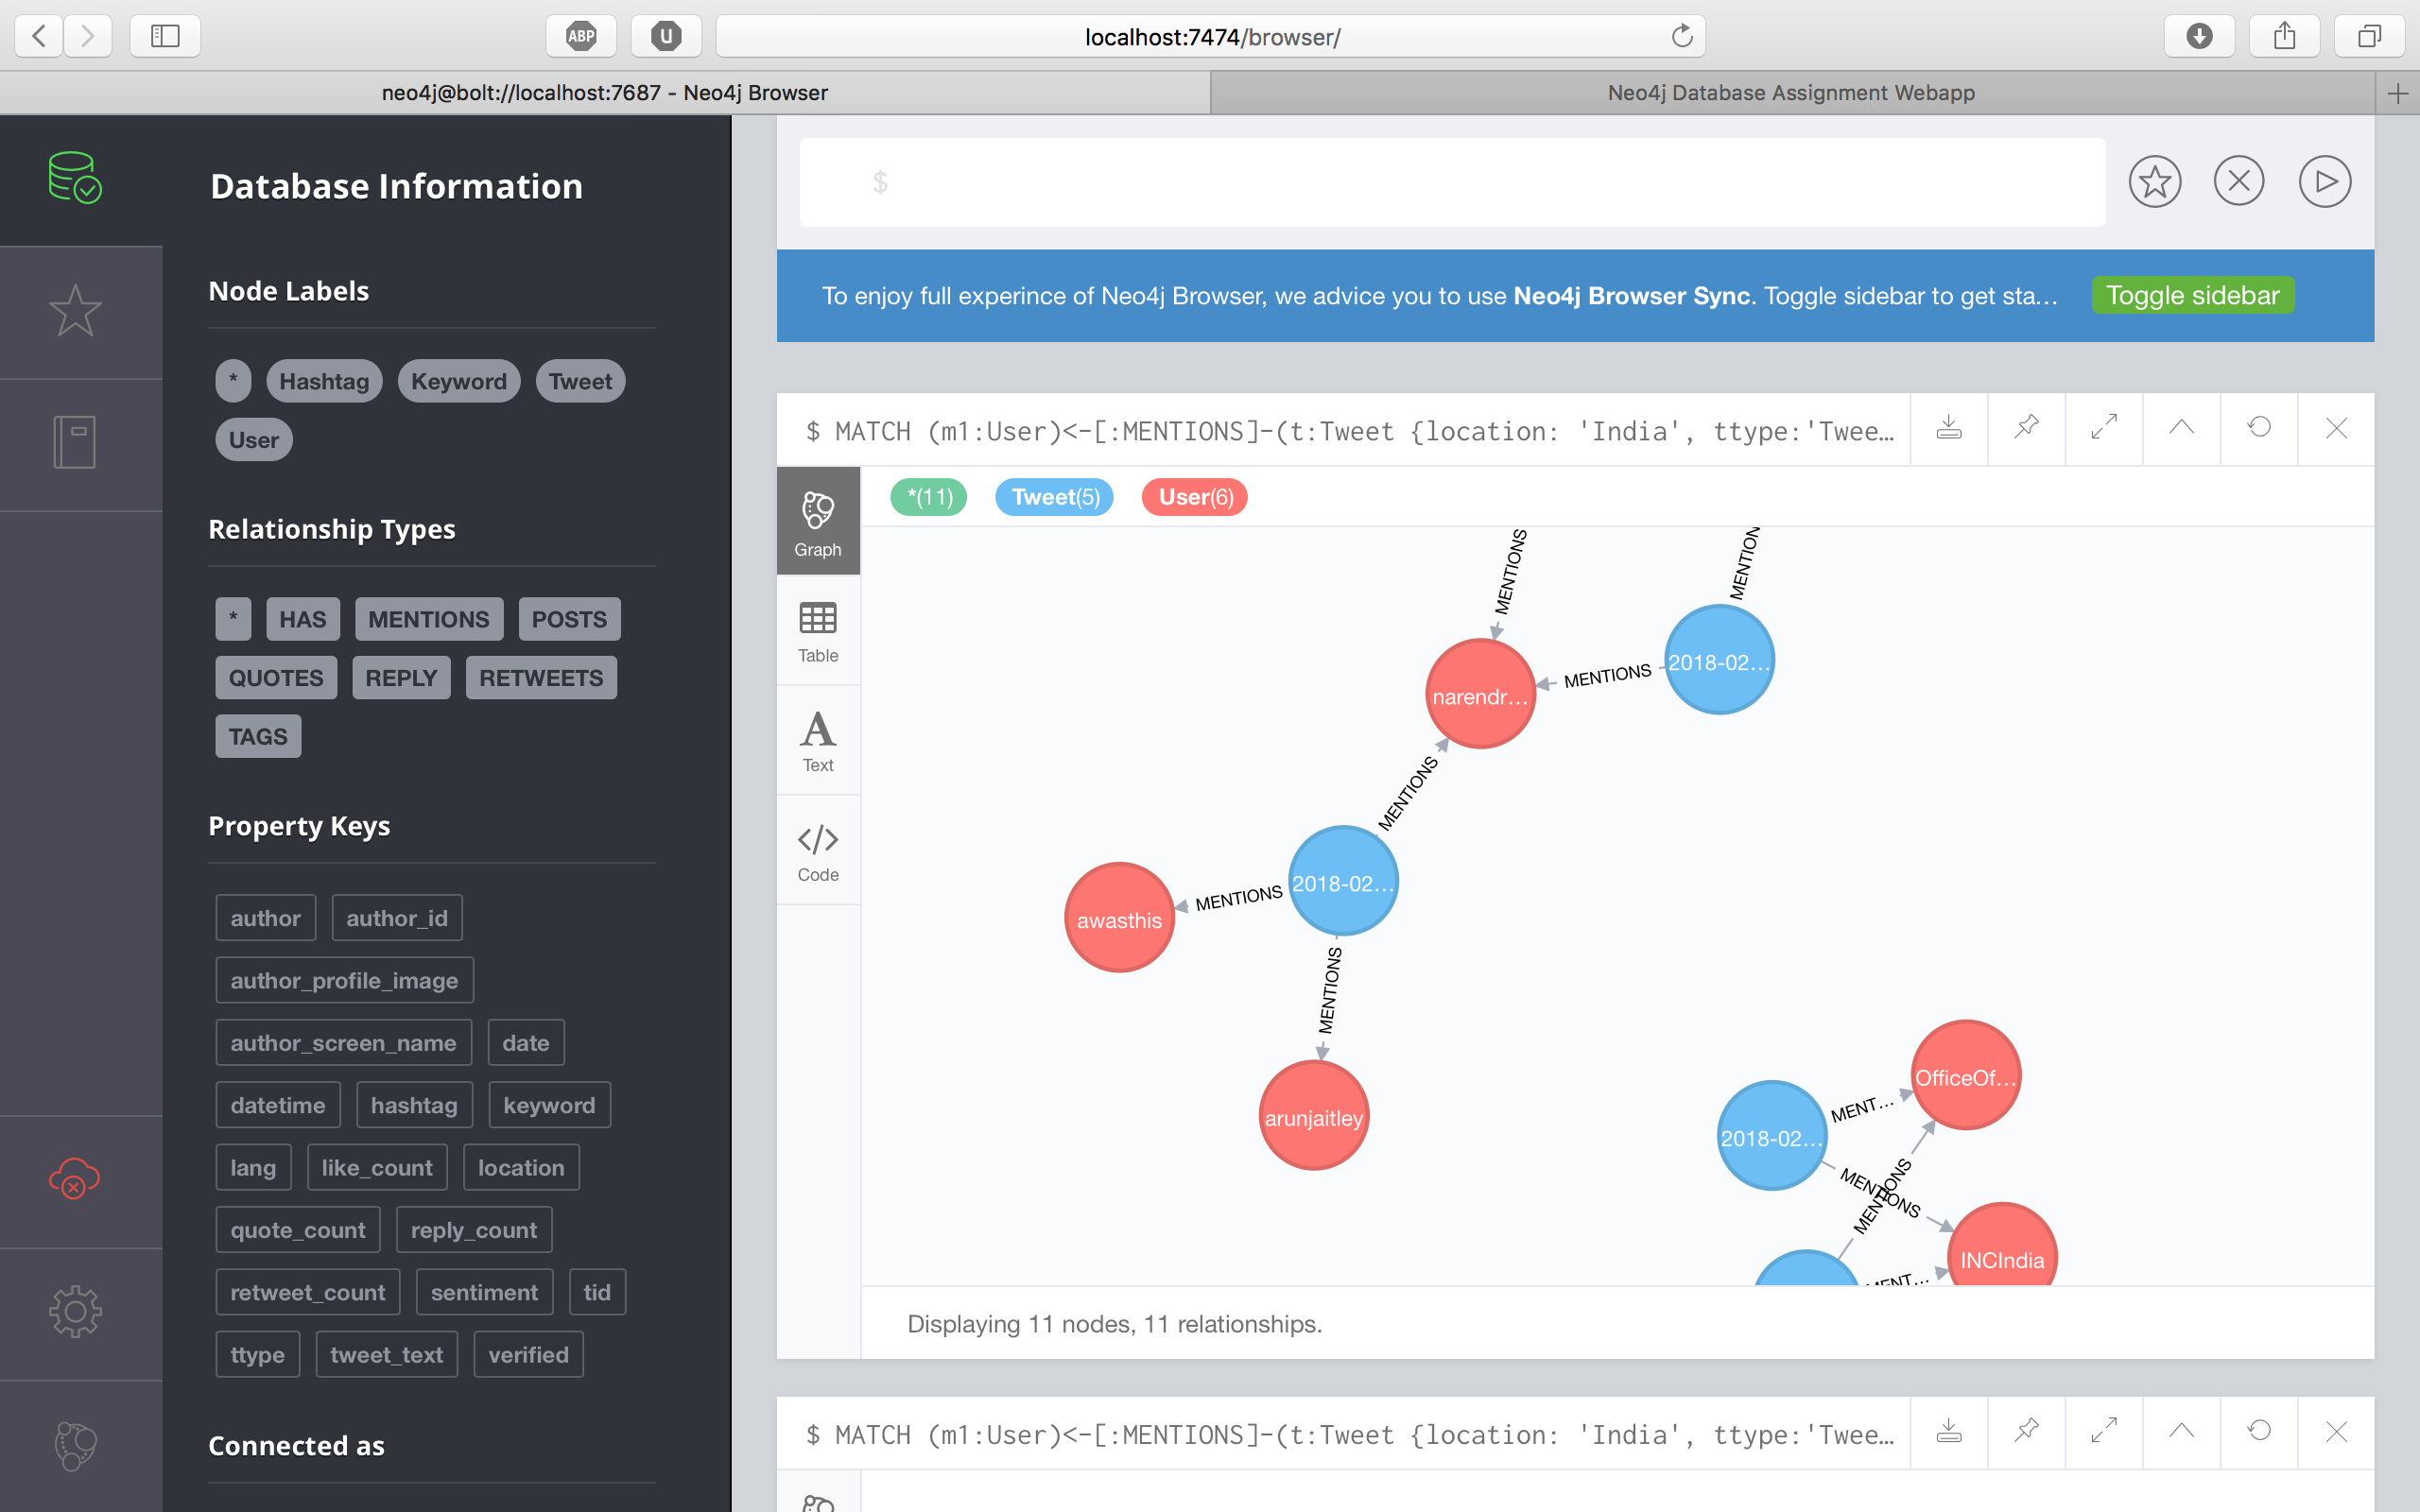 ABP
U
localhost:7474/browser/
neo4j@bolt://localhost:7687 - Neo4j Browser
Neo4j Database Assignment Webapp
Database Information
Node Labels
* Hashtag Keyword Tweet
User
Relationship Types
* HAS MENTIONS POSTS
QUOTES REPLY RETWEETS
TAGS
Property Keys
author author_id
author_profile_image
author_screen_name date
datetime hashtag keyword
lang like_count location
quote_count reply_count
retweet_count sentiment tid
ttype tweet_text verified
Connected as
$
To enjoy full experince of Neo4j Browser, we advice you to use Neo4j Browser Sync. Toggle sidebar to get sta...
Toggle sidebar
$ MATCH (m1:User)<-[:MENTIONS]-(t:Tweet {location: 'India', ttype:'Twee...
*(11) Tweet(5) User(6)
Graph
Table
Text
Code
MENTIONS
MENTION
narendr...
MENTIONS
2018-02...
MENTIONS
2018-02...
MENTIONS
awasthis
MENTIONS
arunjaitley
OfficeOf...
MENT...
2018-02...
MENTIONS
MENTIONS
INCIndia
MENT...
Displaying 11 nodes, 11 relationships.
$ MATCH (m1:User)<-[:MENTIONS]-(t:Tweet {location: 'India', ttype:'Twee...